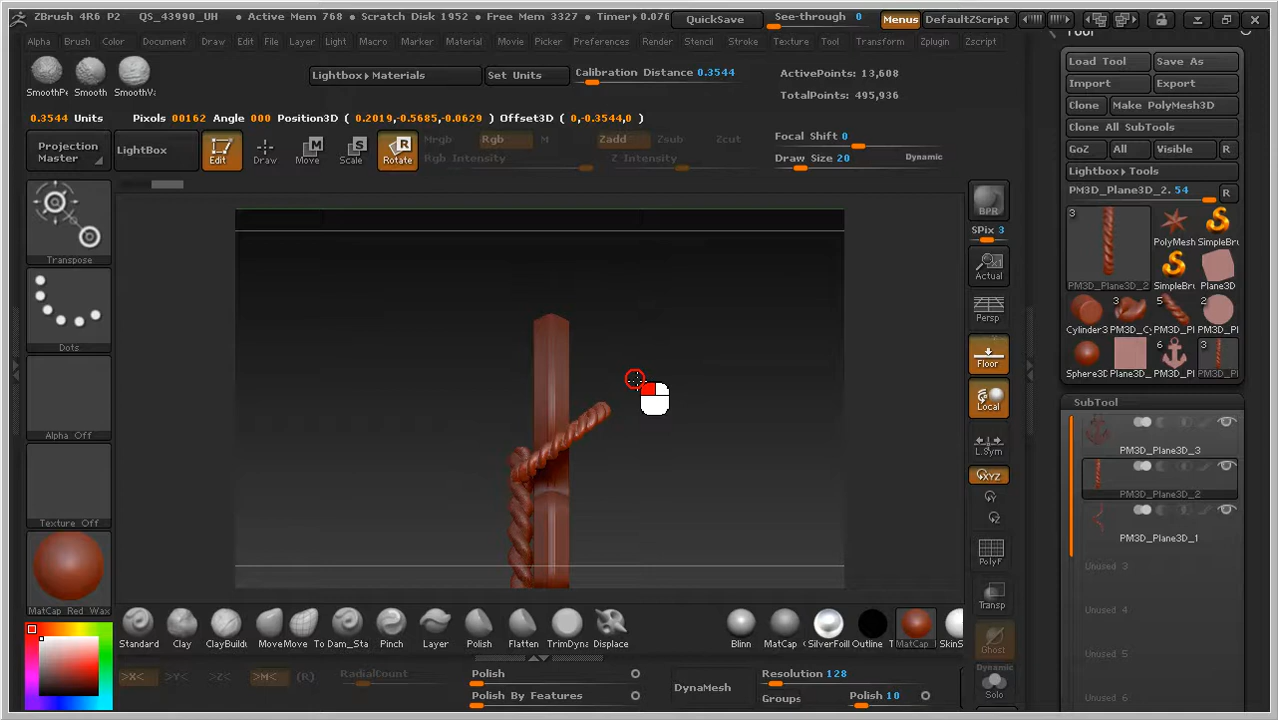 ZBrush 4R6 P2 QS_43990_UH • Active Mem 768 • Scratch Disk 1952 • Free Mem 3327 • Timer▸0.076 QuickSave See-through 0 Menus DefaultZScript
Alpha Brush Color Document Draw Edit File Layer Light Macro Marker Material Movie Picker Preferences Render Stencil Stroke Texture Tool Transform Zplugin Zscript
SmoothPe Smooth SmoothVa
Lightbox▸Materials Set Units Calibration Distance 0.3544
ActivePoints: 13,608
TotalPoints: 495,936
0.3544 Units Pixols 00162 Angle 000 Position3D ( 0.2019,-0.5685,-0.0629 ) Offset3D ( 0,-0.3544,0 )
Projection Master LightBox Edit Draw Move Scale Rotate
Mrgb Rgb M Zadd Zsub Zcut
Rgb Intensity Z Intensity
Focal Shift 0
Draw Size 20 Dynamic
Transpose
Dots
Alpha Off
Texture Off
MatCap Red Wax
BPR
SPix 3
Actual
Persp
Floor
Local
L.Sym
XYZ
PolyF
Transp
Ghost
Dynamic
Solo
Tool
Load Tool Save As
Import Export
Clone Make PolyMesh3D
Clone All SubTools
GoZ All Visible R
Lightbox▸Tools
PM3D_Plane3D_2. 54 R
3
PM3D_Plane3D_2
PolyMesh SimpleBru
SimpleBru Plane3D
3 5 2
Cylinder3 PM3D_Cy PM3D_Pl PM3D_Pl
6 3
Sphere3D Plane3D_ PM3D_Pl PM3D_Pl
SubTool
PM3D_Plane3D_3
PM3D_Plane3D_2
PM3D_Plane3D_1
Unused 3
Unused 4
Unused 5
Unused 6
Standard Clay ClayBuildu Move Move To Dam_Sta Pinch Layer Polish Flatten TrimDyna Displace Blinn MatCap SilverFoil Outline MatCap SkinS
>X< >Y< >Z< >M< (R) RadialCount
Polish
Polish By Features
DynaMesh
Resolution 128
Groups Polish 10